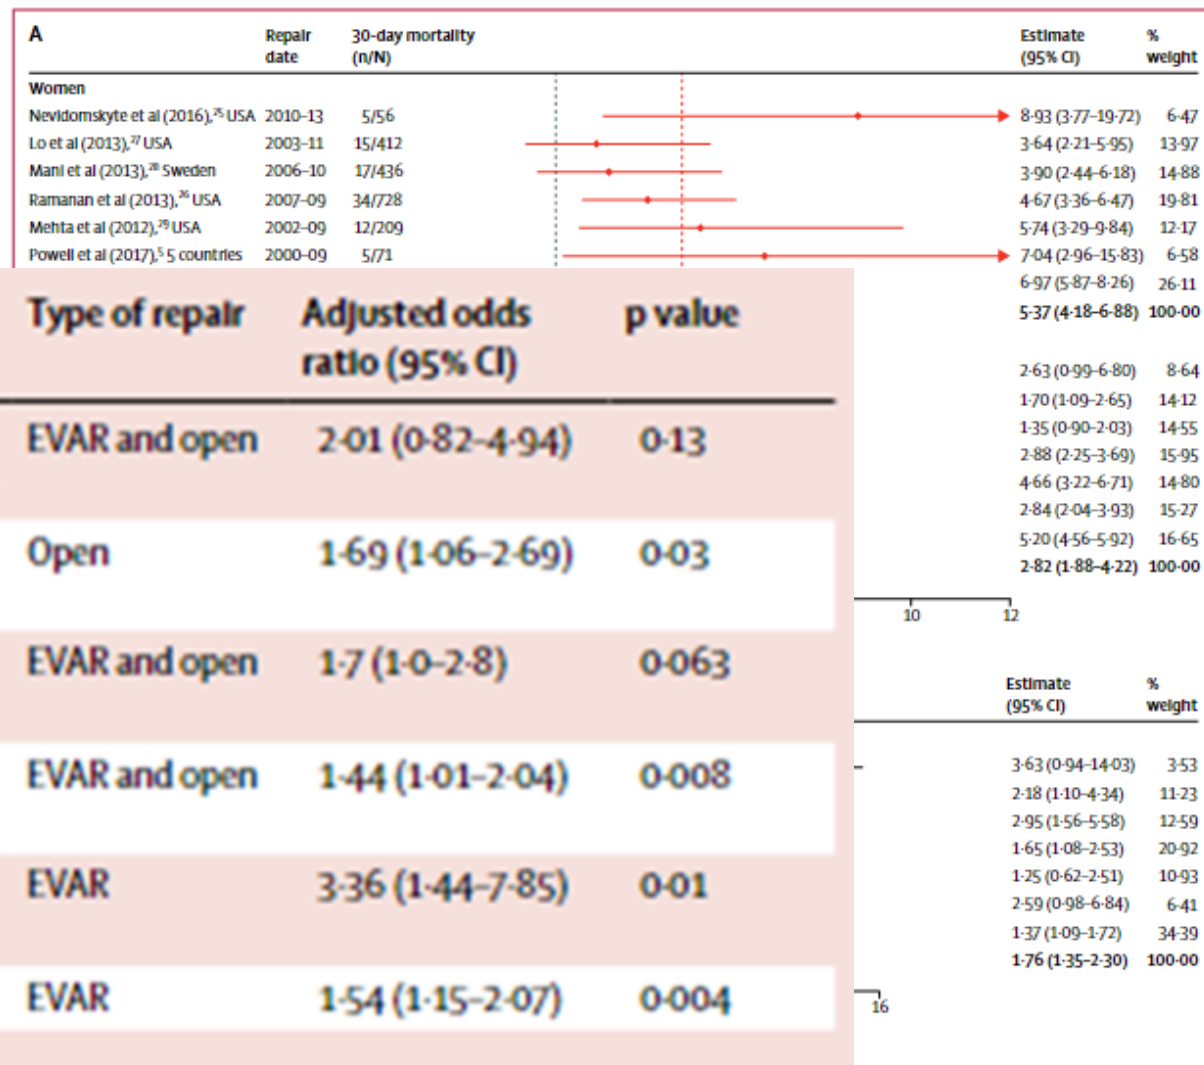 A Repair 30-day mortality Estimate %
date (n/N) (95% CI) weight
Women
Nevidomskyte et al (2016),²⁵ USA 2010–13 5/56 8·93 (3·77–19·72) 6·47
Lo et al (2013),²⁷ USA 2003–11 15/412 3·64 (2·21–5·95) 13·97
Mani et al (2013),²⁸ Sweden 2006–10 17/436 3·90 (2·44–6·18) 14·88
Ramanan et al (2013),²⁶ USA 2007–09 34/728 4·67 (3·36–6·47) 19·81
Mehta et al (2012),²⁹ USA 2002–09 12/209 5·74 (3·29–9·84) 12·17
Powell et al (2017),⁵ 5 countries 2000–09 5/71 7·04 (2·96–15·83) 6·58
6·97 (5·87–8·26) 26·11
5·37 (4·18–6·88) 100·00
2·63 (0·99–6·80) 8·64
1·70 (1·09–2·65) 14·12
1·35 (0·90–2·03) 14·55
2·88 (2·25–3·69) 15·95
4·66 (3·22–6·71) 14·80
2·84 (2·04–3·93) 15·27
5·20 (4·56–5·92) 16·65
2·82 (1·88–4·22) 100·00
10 12
Estimate %
(95% CI) weight
3·63 (0·94–14·03) 3·53
2·18 (1·10–4·34) 11·23
2·95 (1·56–5·58) 12·59
1·65 (1·08–2·53) 20·92
1·25 (0·62–2·51) 10·93
2·59 (0·98–6·84) 6·41
1·37 (1·09–1·72) 34·39
1·76 (1·35–2·30) 100·00
16
Type of repair Adjusted odds p value
ratio (95% CI)
EVAR and open 2·01 (0·82–4·94) 0·13
Open 1·69 (1·06–2·69) 0·03
EVAR and open 1·7 (1·0–2·8) 0·063
EVAR and open 1·44 (1·01–2·04) 0·008
EVAR 3·36 (1·44–7·85) 0·01
EVAR 1·54 (1·15–2·07) 0·004